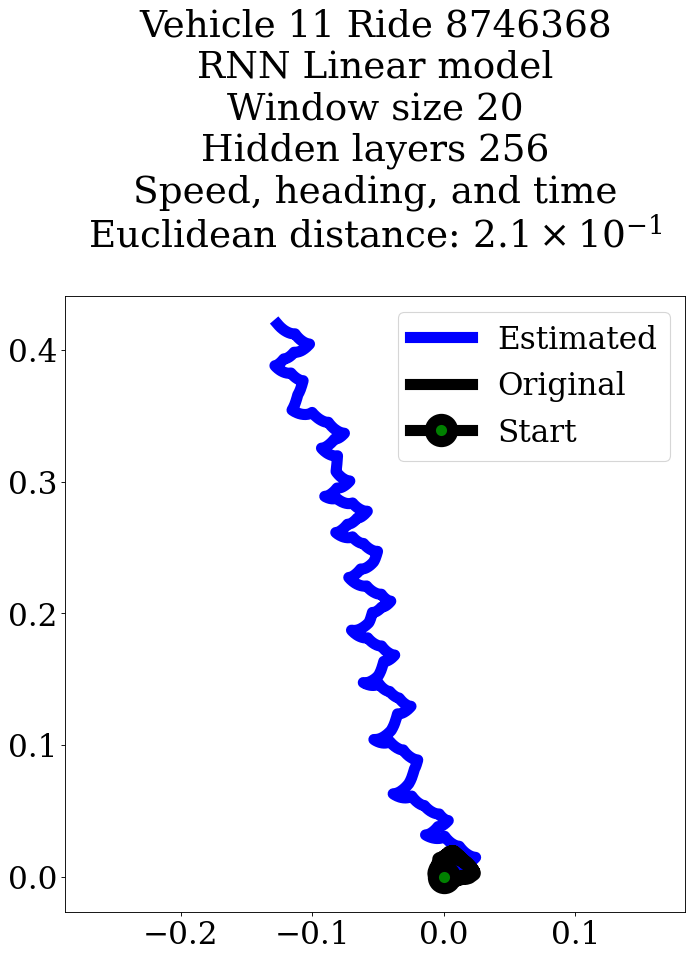 Vehicle 11 Ride 8746368
RNN Linear model
Window size 20
Hidden layers 256
Speed, heading, and time
Euclidean distance: 2.1 × 10⁻¹
Estimated
Original
Start
0.4
0.3
0.2
0.1
0.0
−0.2
−0.1
0.0
0.1